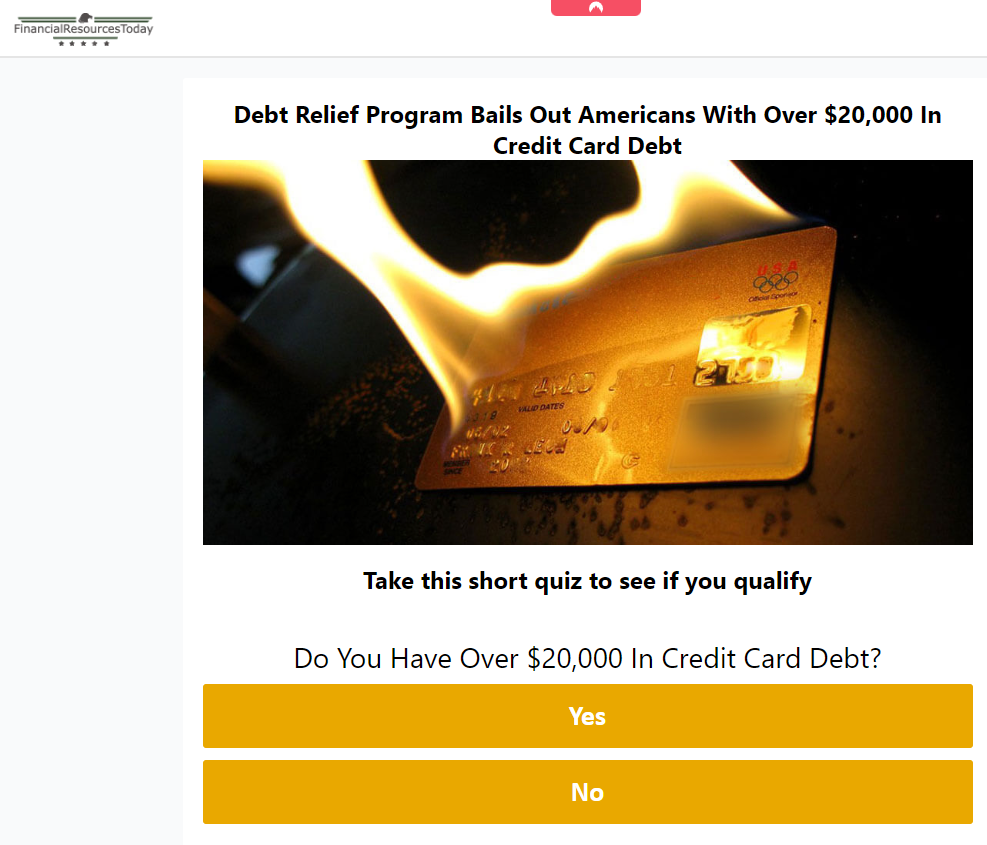 FinancialResourcesToday
Debt Relief Program Bails Out Americans With Over $20,000 In
Credit Card Debt
USA
Official Sponsor
VALID DATES
MEMBER
SINCE
Take this short quiz to see if you qualify
Do You Have Over $20,000 In Credit Card Debt?
Yes
No